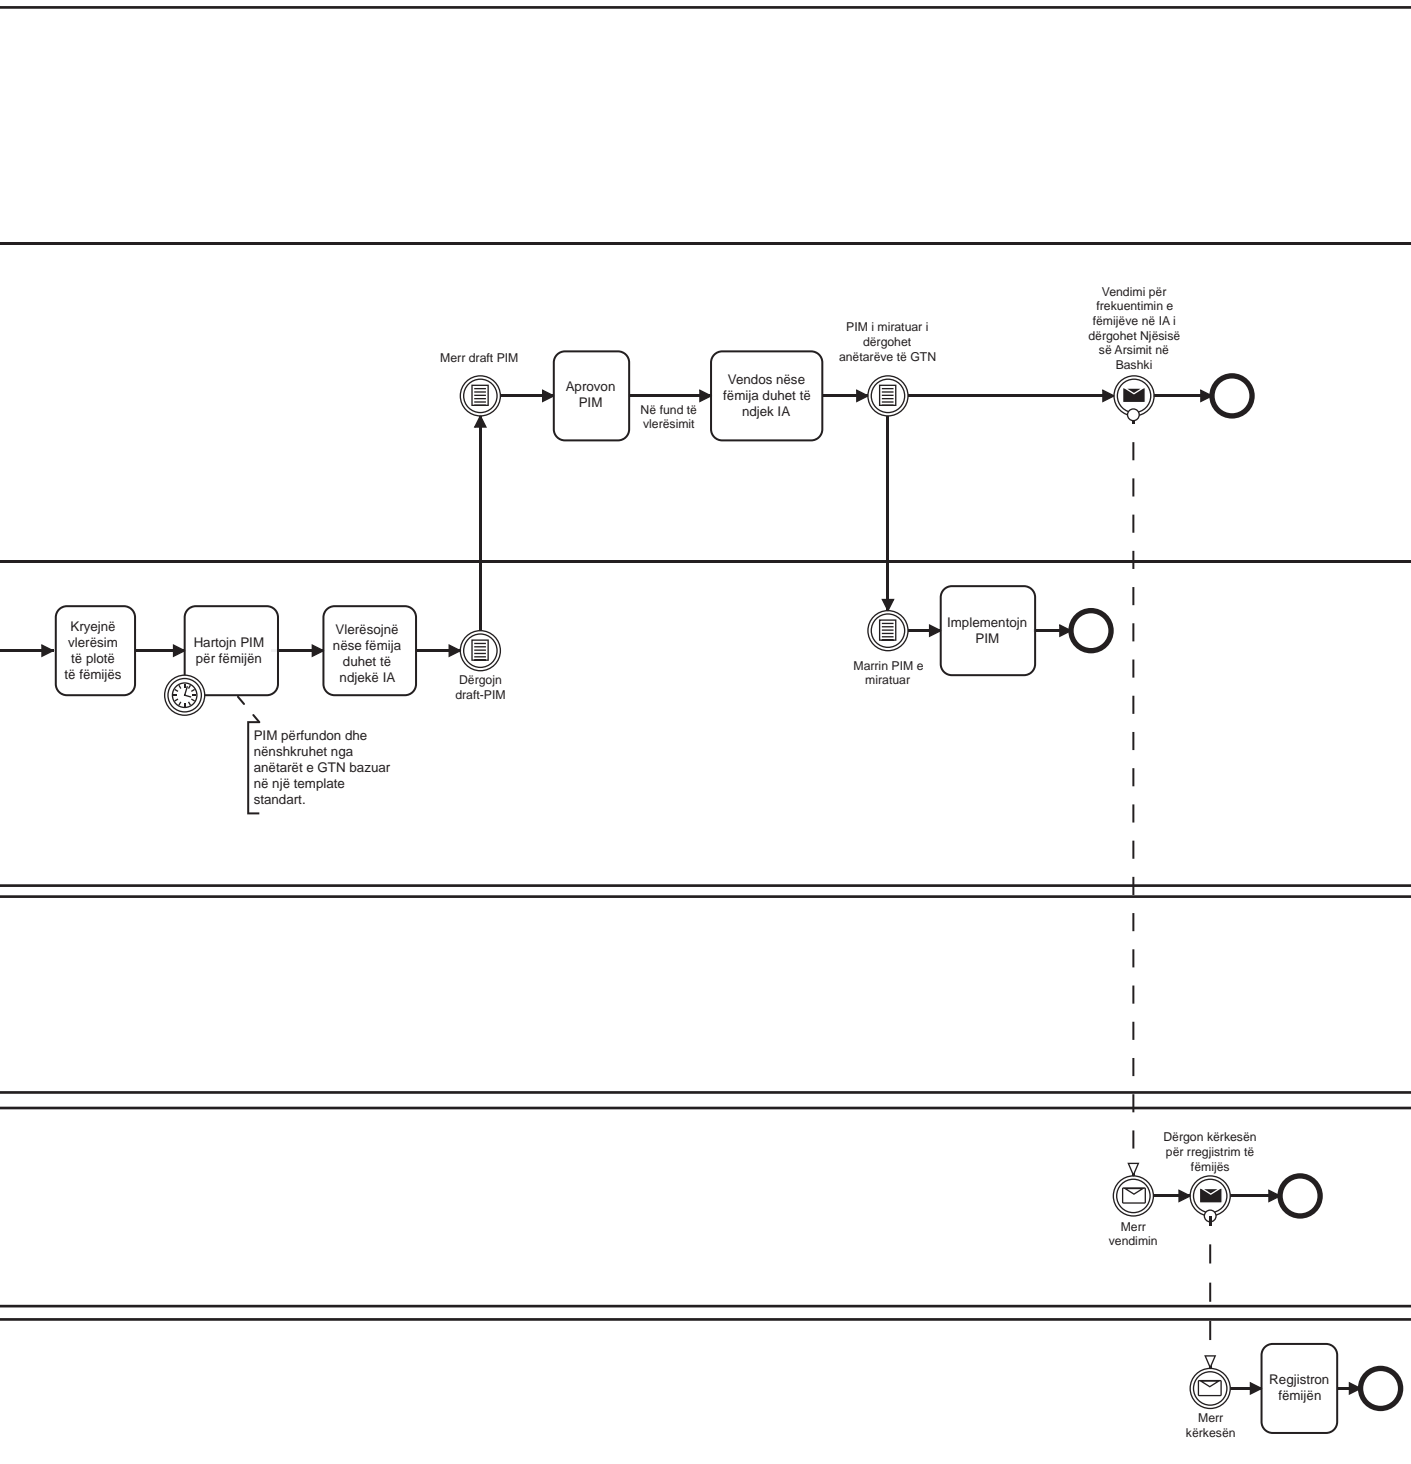 Vendimi për
frekuentimin e
fëmijëve në IA i
dërgohet Njësisë
së Arsimit në
Bashki
PIM i miratuar i
dërgohet
anëtarëve të GTN
Merr draft PIM
Aprovon
PIM
Në fund të
vlerësimit
Vendos nëse
fëmija duhet të
ndjek IA
Kryejnë
vlerësim
të plotë
të fëmijës
Hartojn PIM
për fëmijën
Vlerësojnë
nëse fëmija
duhet të
ndjekë IA
Dërgojn
draft-PIM
Marrin PIM e
miratuar
Implementojn
PIM
PIM përfundon dhe
nënshkruhet nga
anëtarët e GTN bazuar
në një template
standart.
Dërgon kërkesën
për rregjistrim të
fëmijës
Merr
vendimin
Merr
kërkesën
Regjistron
fëmijën